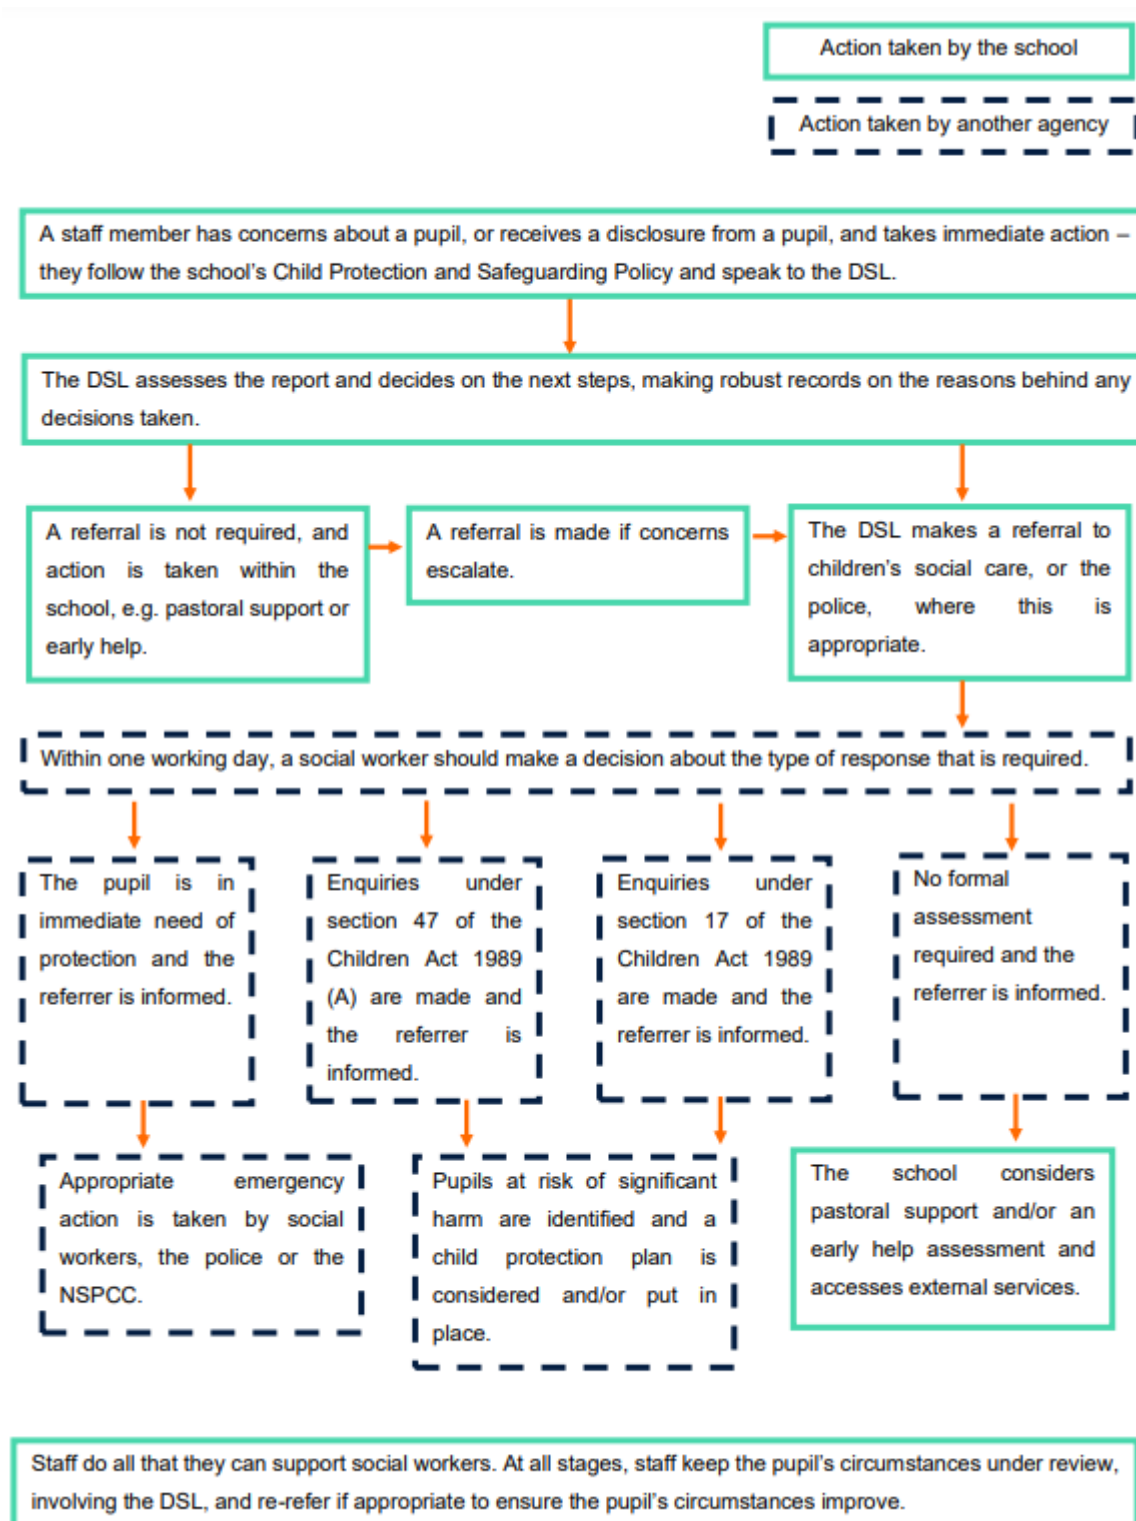 Action taken by the school
Action taken by another agency
A staff member has concerns about a pupil, or receives a disclosure from a pupil, and takes immediate action –
they follow the school's Child Protection and Safeguarding Policy and speak to the DSL.
The DSL assesses the report and decides on the next steps, making robust records on the reasons behind any
decisions taken.
A referral is not required, and
action is taken within the
school, e.g. pastoral support or
early help.
A referral is made if concerns
escalate.
The DSL makes a referral to
children's social care, or the
police, where this is
appropriate.
Within one working day, a social worker should make a decision about the type of response that is required.
The pupil is in
immediate need of
protection and the
referrer is informed.
Enquiries under
section 47 of the
Children Act 1989
(A) are made and
the referrer is
informed.
Enquiries under
section 17 of the
Children Act 1989
are made and the
referrer is informed.
No formal
assessment
required and the
referrer is informed.
Appropriate emergency
action is taken by social
workers, the police or the
NSPCC.
Pupils at risk of significant
harm are identified and a
child protection plan is
considered and/or put in
place.
The school considers
pastoral support and/or an
early help assessment and
accesses external services.
Staff do all that they can support social workers. At all stages, staff keep the pupil's circumstances under review,
involving the DSL, and re-refer if appropriate to ensure the pupil's circumstances improve.